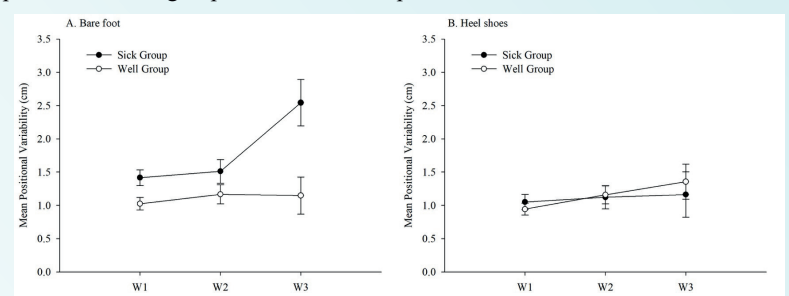 A. Bare foot
3.5
3.0
2.5
2.0
1.5
1.0
0.5
0.0
Mean Positional Variability (cm)
Sick Group
Well Group
W1 W2 W3
B. Heel shoes
3.5
3.0
2.5
2.0
1.5
1.0
0.5
0.0
Mean Positional Variability (cm)
Sick Group
Well Group
W1 W2 W3